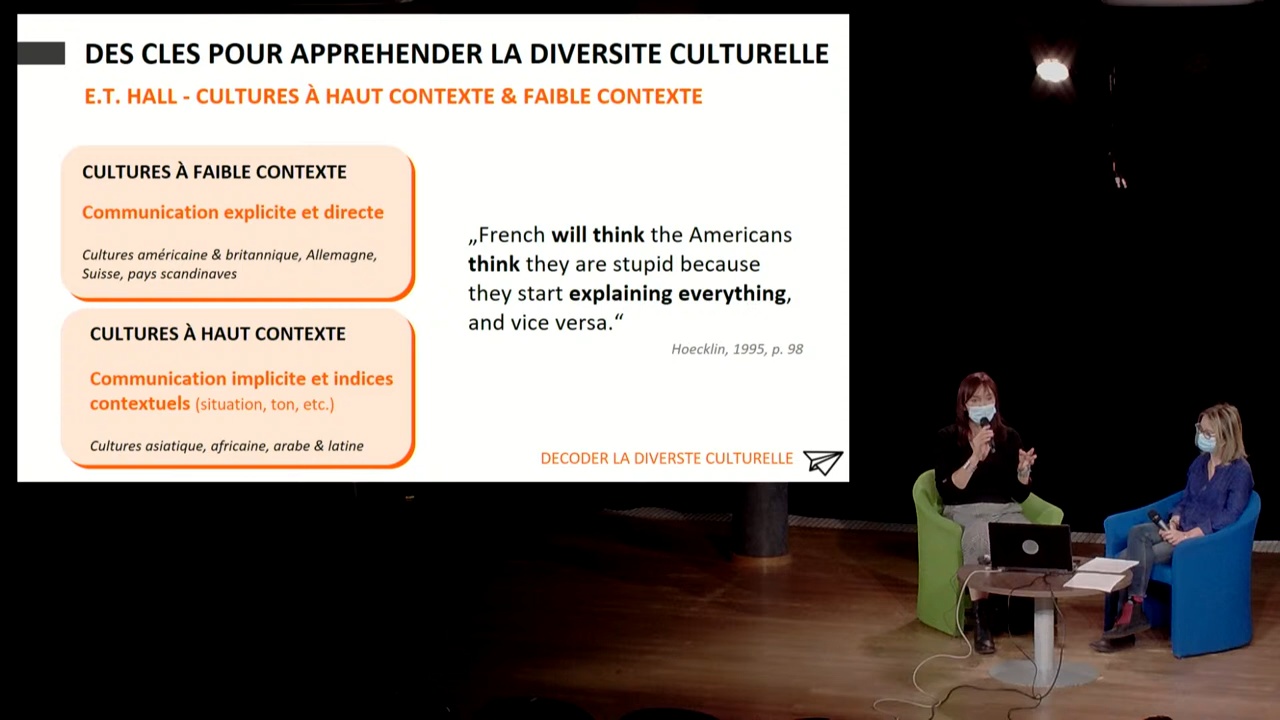 DES CLES POUR APPREHENDER LA DIVERSITE CULTURELLE
E.T. HALL - CULTURES À HAUT CONTEXTE & FAIBLE CONTEXTE
CULTURES À FAIBLE CONTEXTE
Communication explicite et directe
Cultures américaine & britannique, Allemagne,
Suisse, pays scandinaves
CULTURES À HAUT CONTEXTE
Communication implicite et indices
contextuels (situation, ton, etc.)
Cultures asiatique, africaine, arabe & latine
„French will think the Americans
think they are stupid because
they start explaining everything,
and vice versa.“
Hoecklin, 1995, p. 98
DECODER LA DIVERSTE CULTURELLE